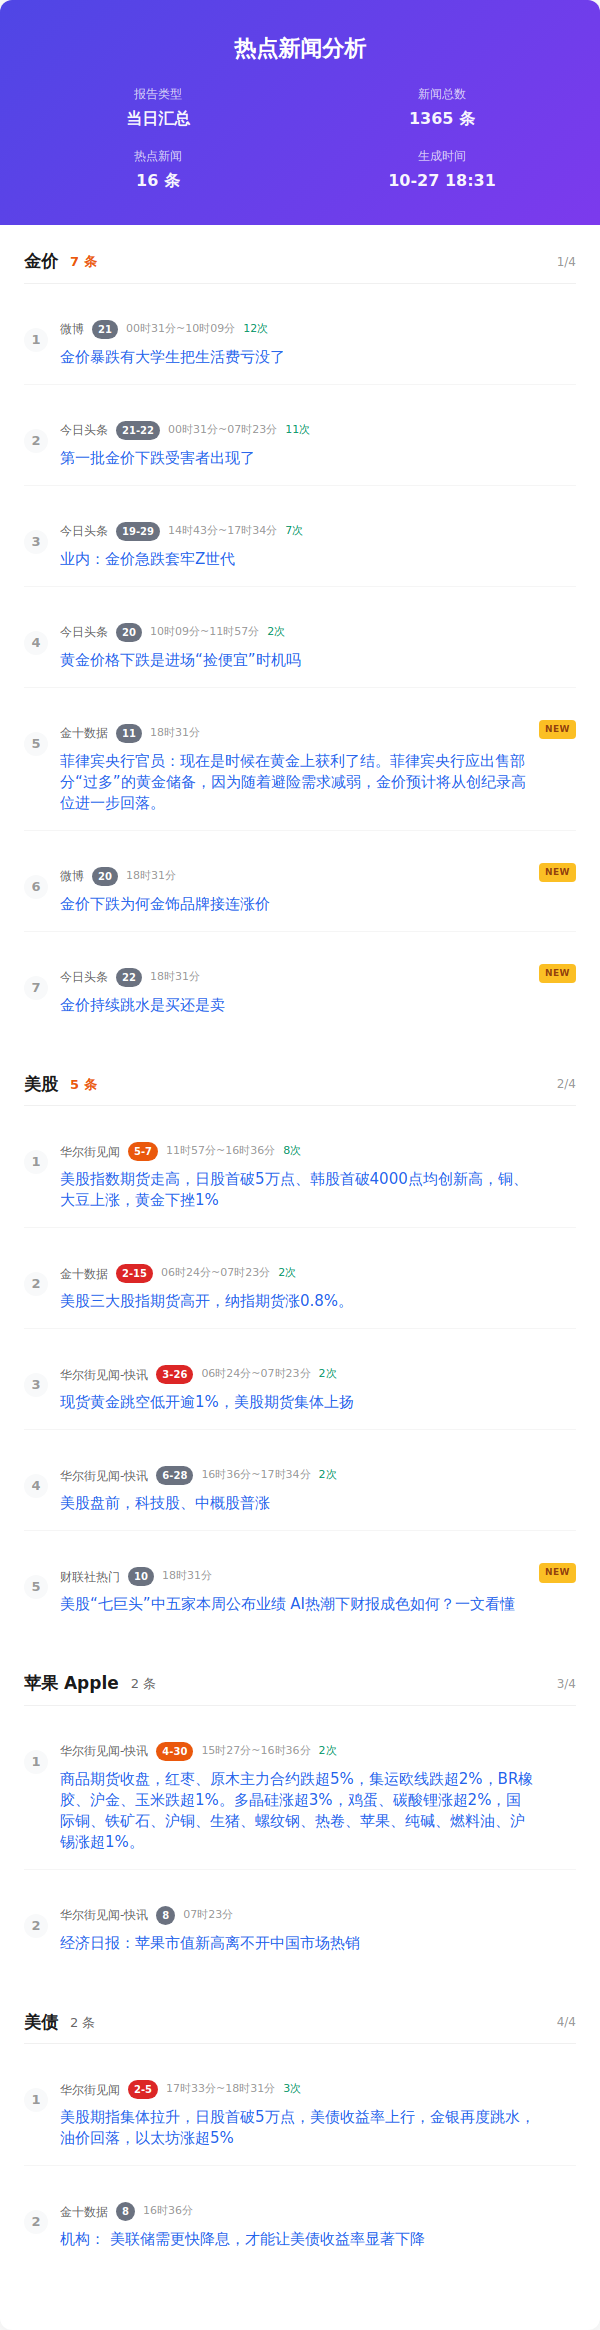 热点新闻分析
报告类型
新闻总数
当日汇总
1365 条
热点新闻
生成时间
16 条
10-27 18:31
金价 7 条 1/4
1 微博 21 00时31分~10时09分 12次
金价暴跌有大学生把生活费亏没了
2 今日头条 21-22 00时31分~07时23分 11次
第一批金价下跌受害者出现了
3 今日头条 19-29 14时43分~17时34分 7次
业内：金价急跌套牢Z世代
4 今日头条 20 10时09分~11时57分 2次
黄金价格下跌是进场“捡便宜”时机吗
5 金十数据 11 18时31分 NEW
菲律宾央行官员：现在是时候在黄金上获利了结。菲律宾央行应出售部
分“过多”的黄金储备，因为随着避险需求减弱，金价预计将从创纪录高
位进一步回落。
6 微博 20 18时31分 NEW
金价下跌为何金饰品牌接连涨价
7 今日头条 22 18时31分 NEW
金价持续跳水是买还是卖
美股 5 条 2/4
1 华尔街见闻 5-7 11时57分~16时36分 8次
美股指数期货走高，日股首破5万点、韩股首破4000点均创新高，铜、
大豆上涨，黄金下挫1%
2 金十数据 2-15 06时24分~07时23分 2次
美股三大股指期货高开，纳指期货涨0.8%。
3 华尔街见闻-快讯 3-26 06时24分~07时23分 2次
现货黄金跳空低开逾1%，美股期货集体上扬
4 华尔街见闻-快讯 6-28 16时36分~17时34分 2次
美股盘前，科技股、中概股普涨
5 财联社热门 10 18时31分 NEW
美股“七巨头”中五家本周公布业绩 AI热潮下财报成色如何？一文看懂
苹果 Apple 2 条 3/4
1 华尔街见闻-快讯 4-30 15时27分~16时36分 2次
商品期货收盘，红枣、原木主力合约跌超5%，集运欧线跌超2%，BR橡
胶、沪金、玉米跌超1%。多晶硅涨超3%，鸡蛋、碳酸锂涨超2%，国
际铜、铁矿石、沪铜、生猪、螺纹钢、热卷、苹果、纯碱、燃料油、沪
锡涨超1%。
2 华尔街见闻-快讯 8 07时23分
经济日报：苹果市值新高离不开中国市场热销
美债 2 条 4/4
1 华尔街见闻 2-5 17时33分~18时31分 3次
美股期指集体拉升，日股首破5万点，美债收益率上行，金银再度跳水，
油价回落，以太坊涨超5%
2 金十数据 8 16时36分
机构： 美联储需更快降息，才能让美债收益率显著下降